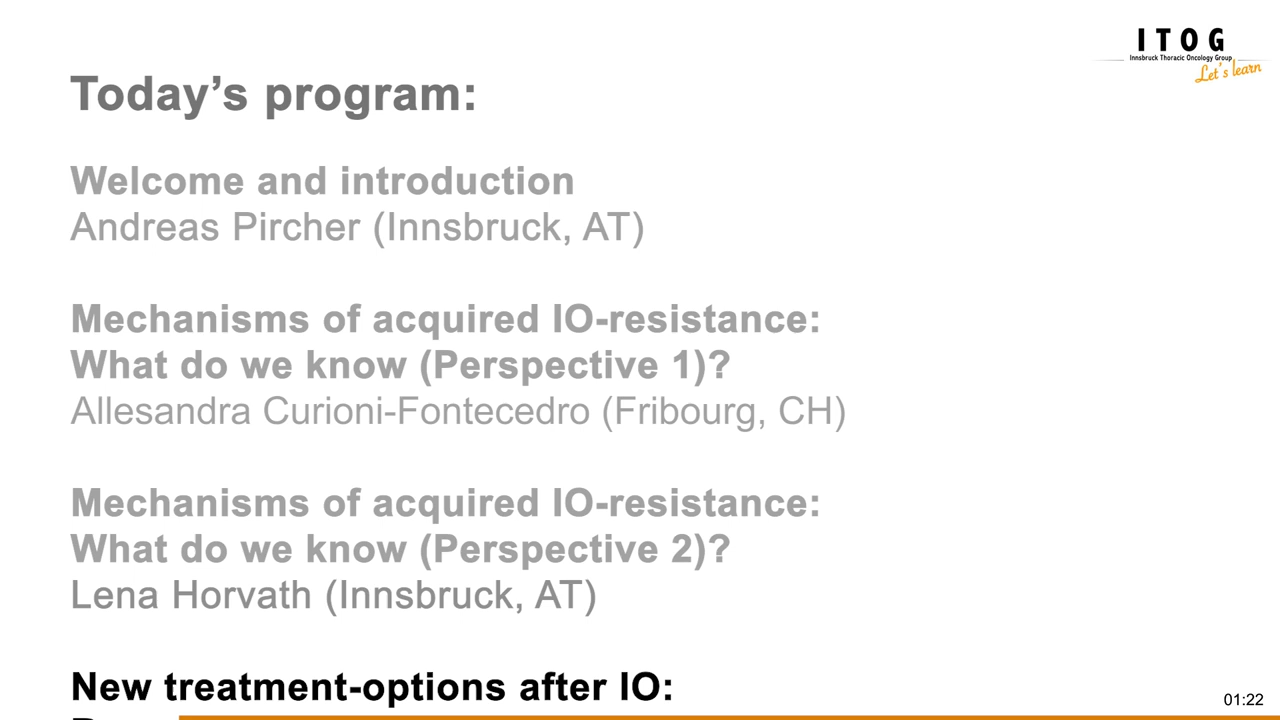 ITOG
Innsbruck Thoracic Oncology Group
Let's learn
Today’s program:
Welcome and introduction
Andreas Pircher (Innsbruck, AT)
Mechanisms of acquired IO-resistance:
What do we know (Perspective 1)?
Allesandra Curioni-Fontecedro (Fribourg, CH)
Mechanisms of acquired IO-resistance:
What do we know (Perspective 2)?
Lena Horvath (Innsbruck, AT)
New treatment-options after IO:
01:22